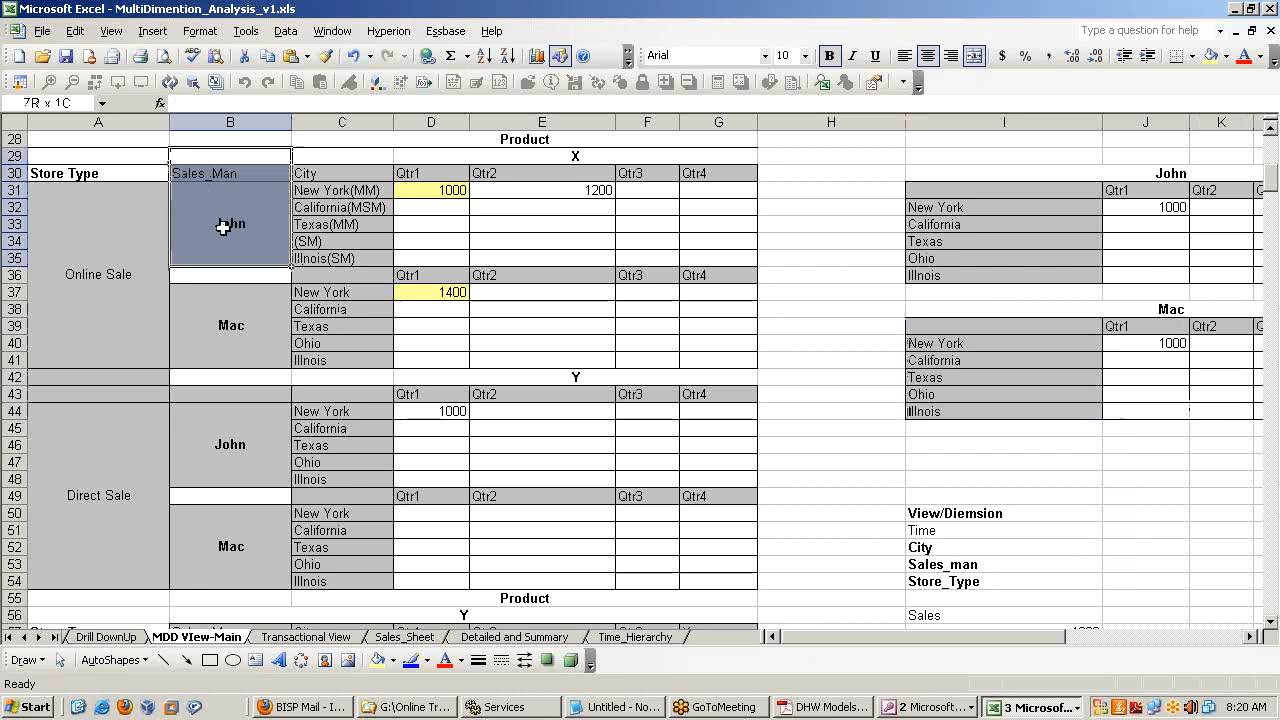 Microsoft Excel - MultiDimention_Analysis_v1.xls
File Edit View Insert Format Tools Data Window Hyperion Essbase Help Type a question for help
Arial 10 B I U $ % ,
7R x 1C fx
A B C D E F G H I J K
28 Product
29 X
30 Store Type Sales_Man City Qtr1 Qtr2 Qtr3 Qtr4 John
31 New York(MM) 1000 1200 Qtr1 Qtr2
32 California(MSM) New York 1000
33 Online Sale John Texas(MM) California
34 (SM) Texas
35 Illnois(SM) Ohio
36 Qtr1 Qtr2 Qtr3 Qtr4 Illnois
37 New York 1400
38 California Mac
39 Mac Texas Qtr1 Qtr2
40 Ohio New York 1000
41 Illnois California
42 Y Texas
43 Qtr1 Qtr2 Qtr3 Qtr4 Ohio
44 New York 1000 Illnois
45 California
46 John Texas
47 Ohio
48 Illnois
49 Direct Sale Qtr1 Qtr2 Qtr3 Qtr4
50 New York View/Diemsion
51 California Time
52 Mac Texas City
53 Ohio Sales_man
54 Illnois Store_Type
55 Product
56 Y Sales
Drill DownUp MDD VIew-Main Transactional View Sales_Sheet Detailed and Summary Time_Hierarchy
Draw AutoShapes
Ready NUM
Start BISP Mail - I... G:\Online Tr... Services Untitled - No... GoToMeeting DHW Models... 2 Microsoft... 3 Microsof... 8:20 AM